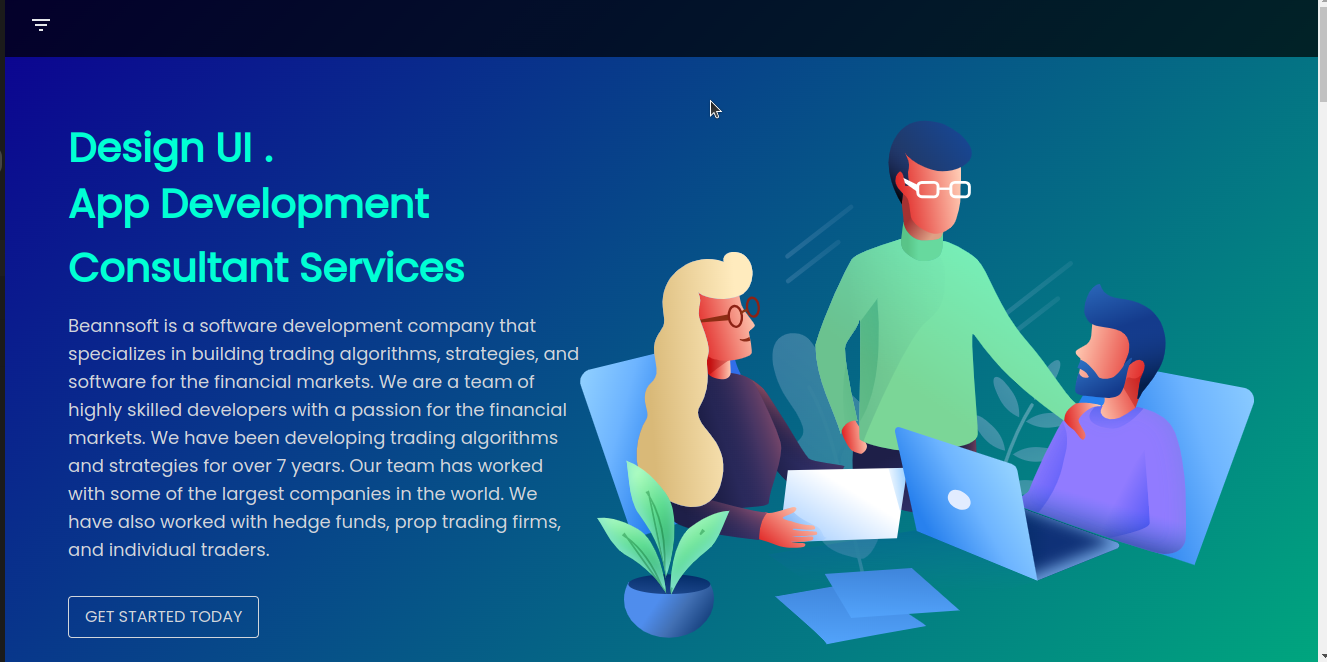 Design UI .
App Development
Consultant Services
Beannsoft is a software development company that
specializes in building trading algorithms, strategies, and
software for the financial markets. We are a team of
highly skilled developers with a passion for the financial
markets. We have been developing trading algorithms
and strategies for over 7 years. Our team has worked
with some of the largest companies in the world. We
have also worked with hedge funds, prop trading firms,
and individual traders.
GET STARTED TODAY